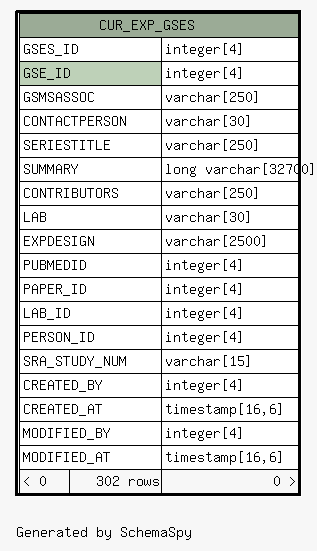 CUR_EXP_GSES
GSES_ID integer[4]
GSE_ID integer[4]
GSMSASSOC varchar[250]
CONTACTPERSON varchar[30]
SERIESTITLE varchar[250]
SUMMARY long varchar[32700]
CONTRIBUTORS varchar[250]
LAB varchar[30]
EXPDESIGN varchar[2500]
PUBMEDID integer[4]
PAPER_ID integer[4]
LAB_ID integer[4]
PERSON_ID integer[4]
SRA_STUDY_NUM varchar[15]
CREATED_BY integer[4]
CREATED_AT timestamp[16,6]
MODIFIED_BY integer[4]
MODIFIED_AT timestamp[16,6]
< 0 302 rows 0 >
Generated by SchemaSpy